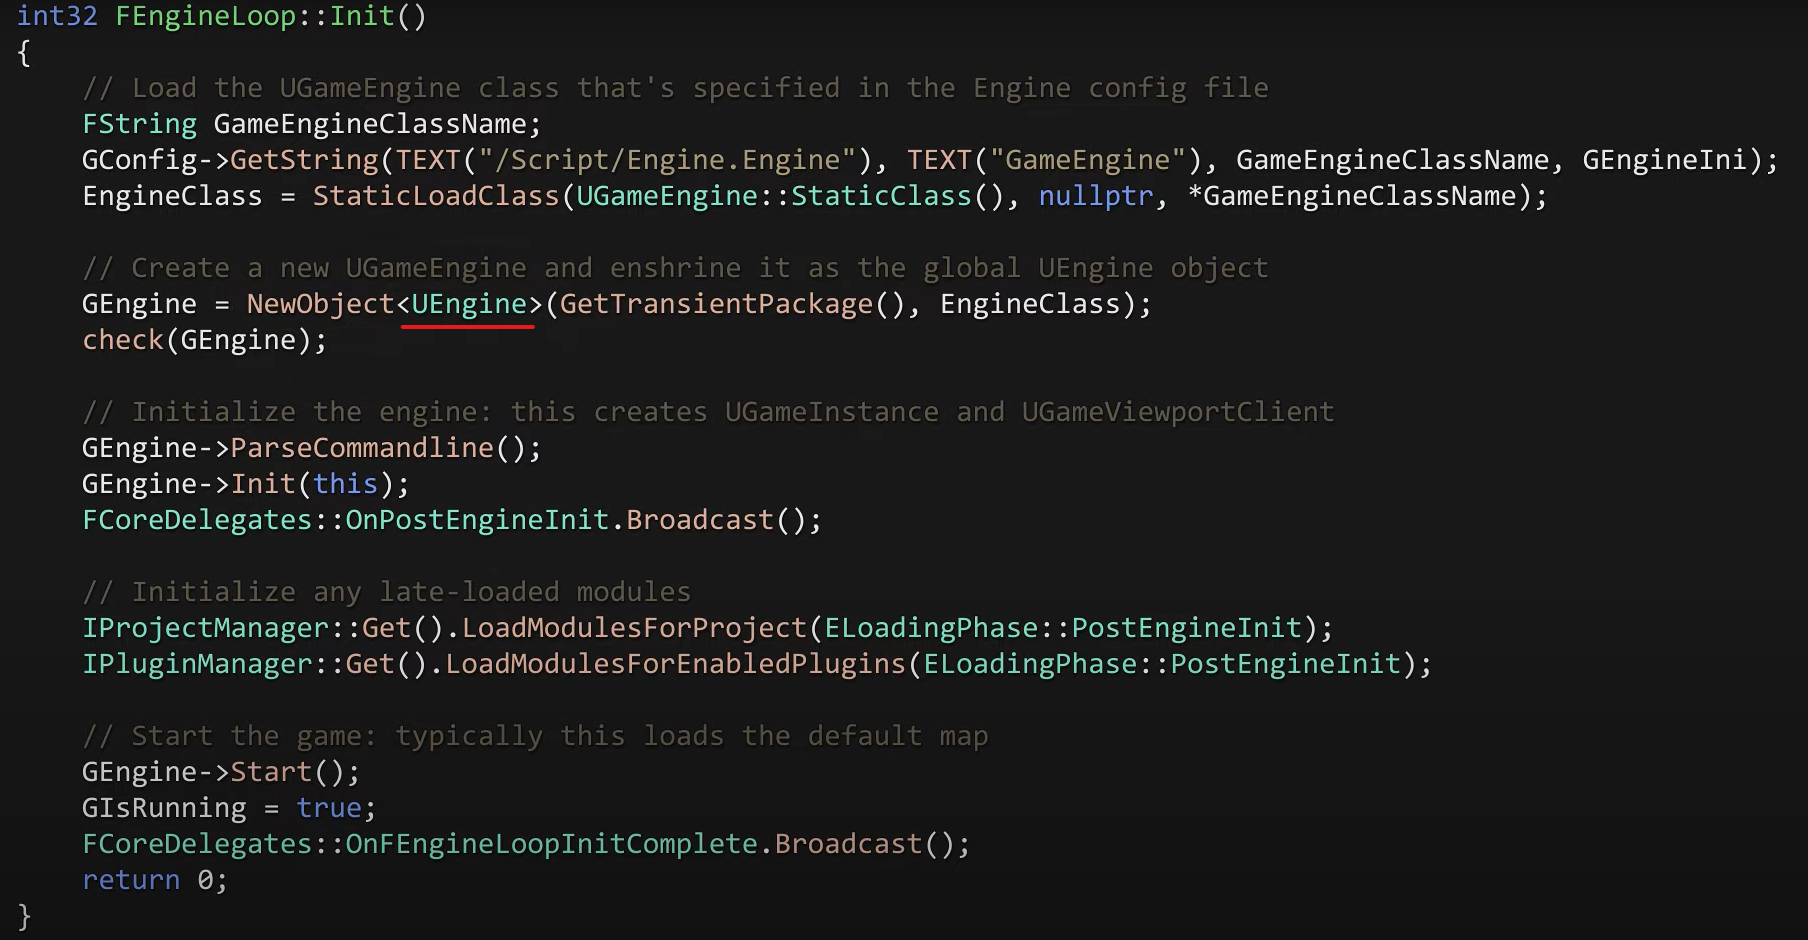 int32 FEngineLoop::Init()
{
    // Load the UGameEngine class that's specified in the Engine config file
    FString GameEngineClassName;
    GConfig->GetString(TEXT("/Script/Engine.Engine"), TEXT("GameEngine"), GameEngineClassName, GEngineIni);
    EngineClass = StaticLoadClass(UGameEngine::StaticClass(), nullptr, *GameEngineClassName);

    // Create a new UGameEngine and enshrine it as the global UEngine object
    GEngine = NewObject<UEngine>(GetTransientPackage(), EngineClass);
    check(GEngine);

    // Initialize the engine: this creates UGameInstance and UGameViewportClient
    GEngine->ParseCommandline();
    GEngine->Init(this);
    FCoreDelegates::OnPostEngineInit.Broadcast();

    // Initialize any late-loaded modules
    IProjectManager::Get().LoadModulesForProject(ELoadingPhase::PostEngineInit);
    IPluginManager::Get().LoadModulesForEnabledPlugins(ELoadingPhase::PostEngineInit);

    // Start the game: typically this loads the default map
    GEngine->Start();
    GIsRunning = true;
    FCoreDelegates::OnFEngineLoopInitComplete.Broadcast();
    return 0;
}